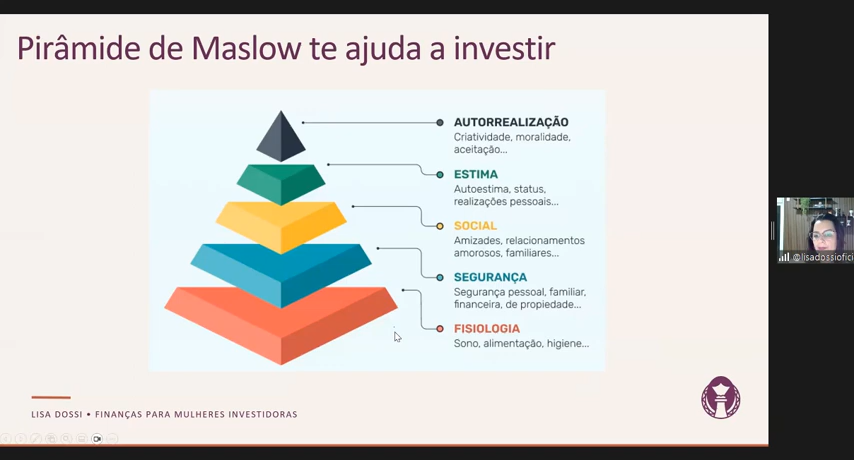 Pirâmide de Maslow te ajuda a investir
AUTORREALIZAÇÃO
Criatividade, moralidade,
aceitação...
ESTIMA
Autoestima, status,
realizações pessoais...
SOCIAL
Amizades, relacionamentos
amorosos, familiares...
SEGURANÇA
Segurança pessoal, familiar,
financeira, de propiedade...
FISIOLOGIA
Sono, alimentação, higiene...
@lisadossiofici
LISA DOSSI • FINANÇAS PARA MULHERES INVESTIDORAS